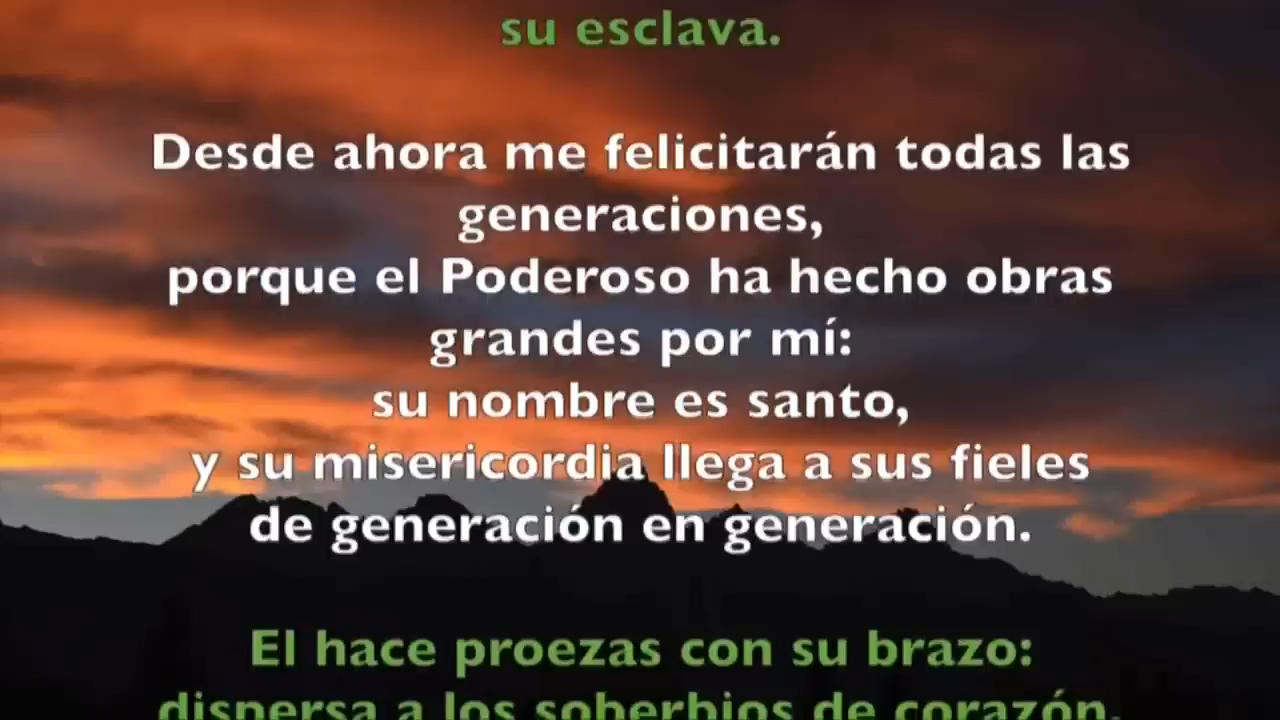 su esclava.
Desde ahora me felicitarán todas las
generaciones,
porque el Poderoso ha hecho obras
grandes por mí:
su nombre es santo,
y su misericordia llega a sus fieles
de generación en generación.
El hace proezas con su brazo:
dispersa a los soberbios de corazón,